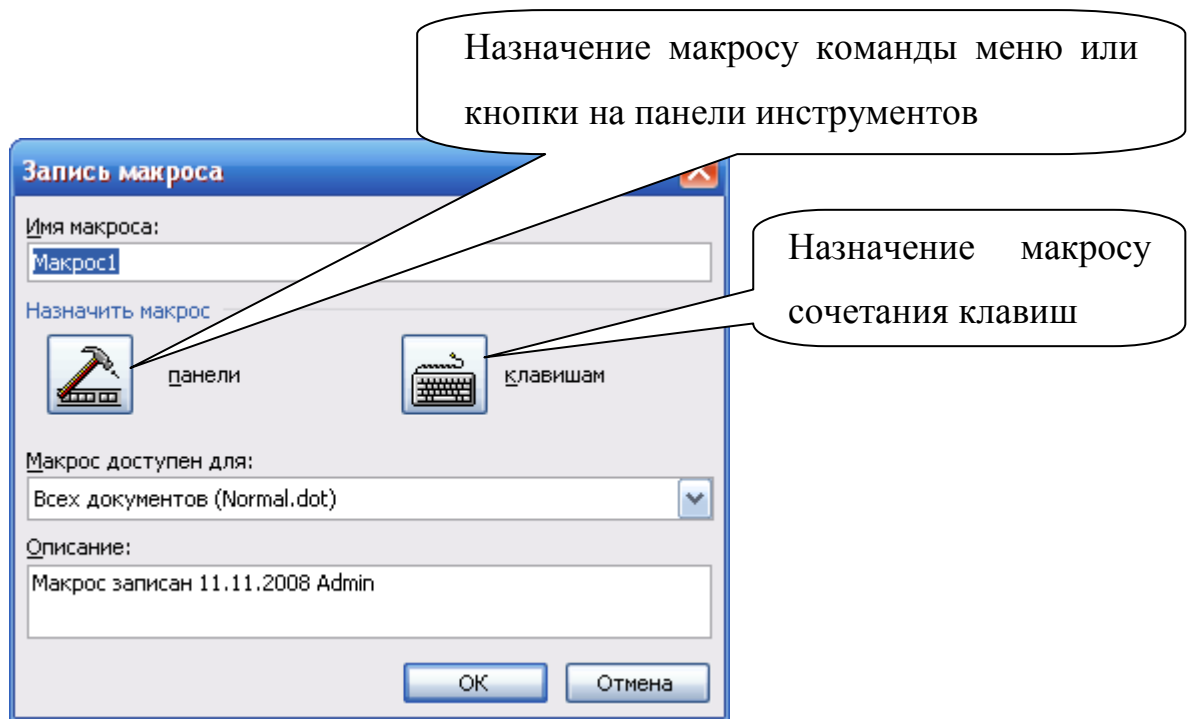 Назначение макросу команды меню или
кнопки на панели инструментов
Запись макроса
Имя макроса:
Макрос1
Назначение макросу
сочетания клавиш
Назначить макрос
панели
клавишам
Макрос доступен для:
Всех документов (Normal.dot)
Описание:
Макрос записан 11.11.2008 Admin
ОК
Отмена